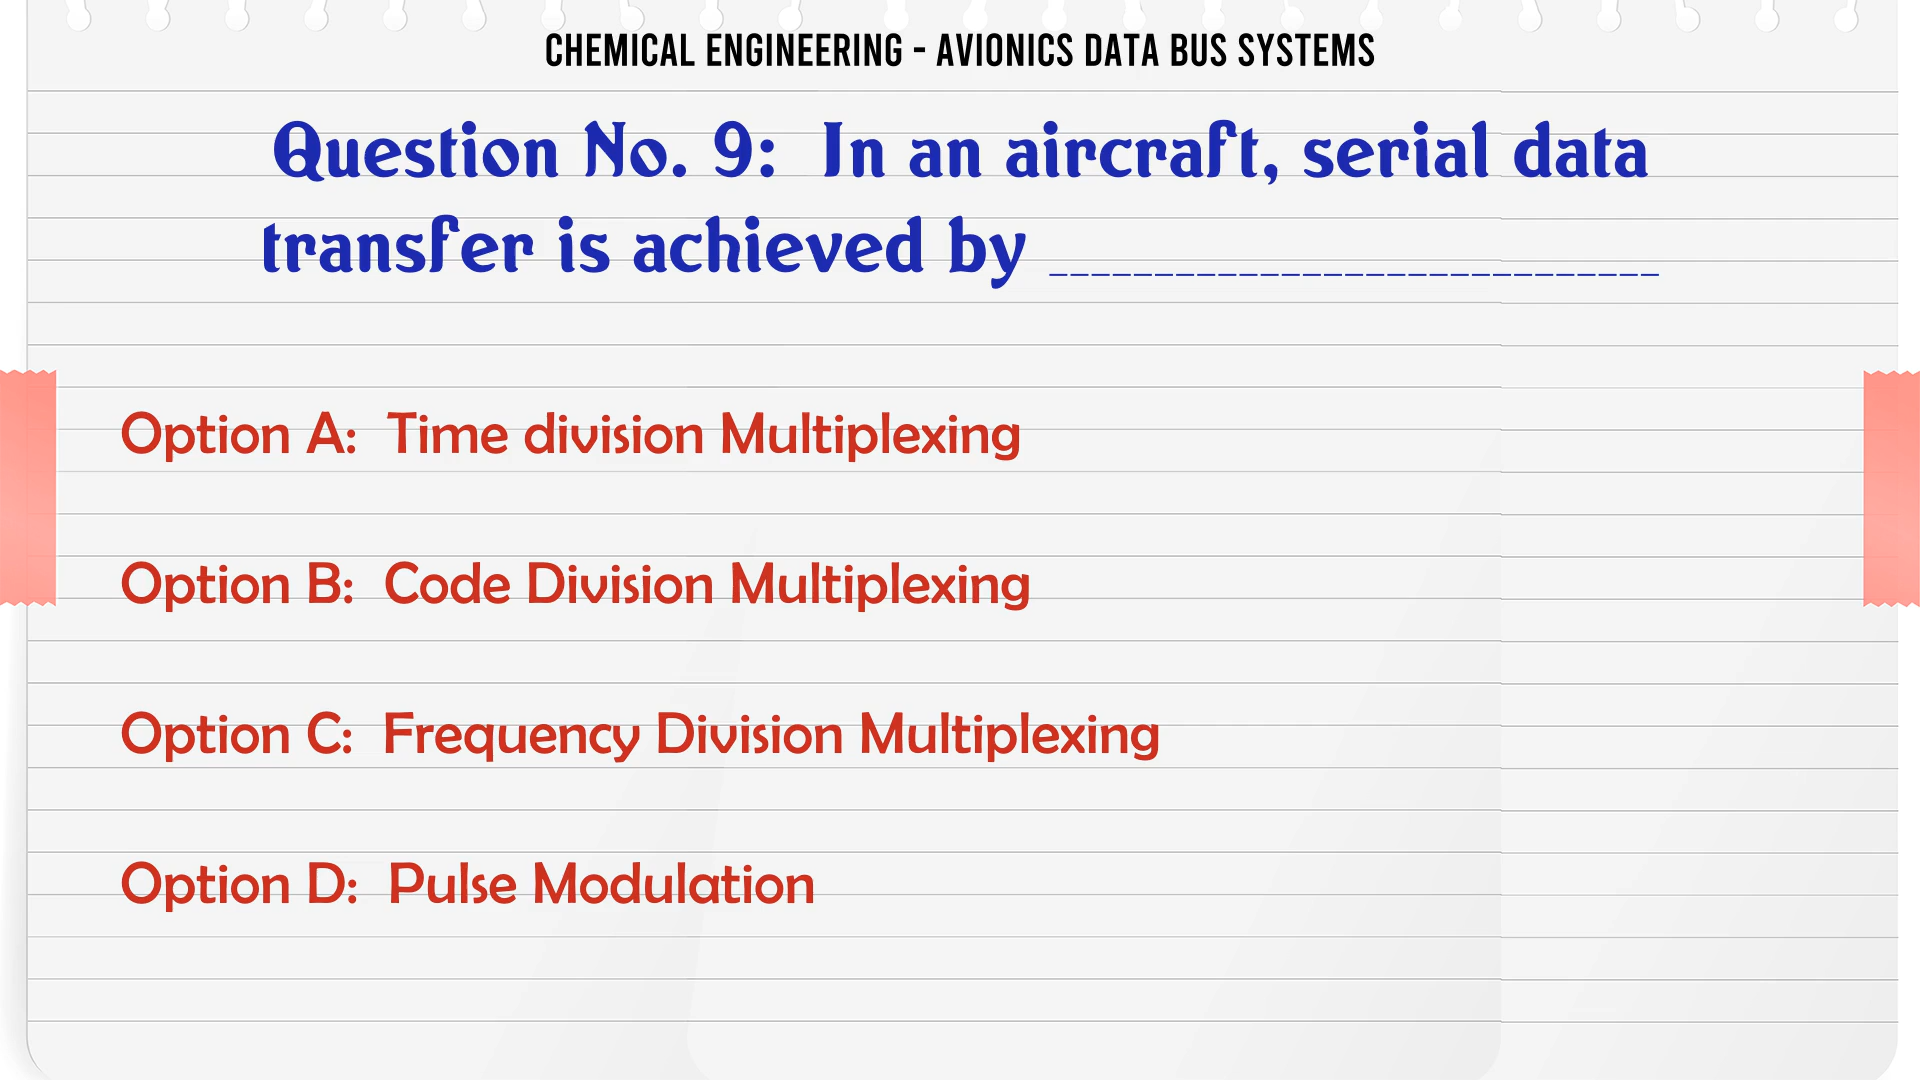 CHEMICAL ENGINEERING - AVIONICS DATA BUS SYSTEMS
Question No. 9: In an aircraft, serial data
transfer is achieved by _____________________________
Option A: Time division Multiplexing
Option B: Code Division Multiplexing
Option C: Frequency Division Multiplexing
Option D: Pulse Modulation